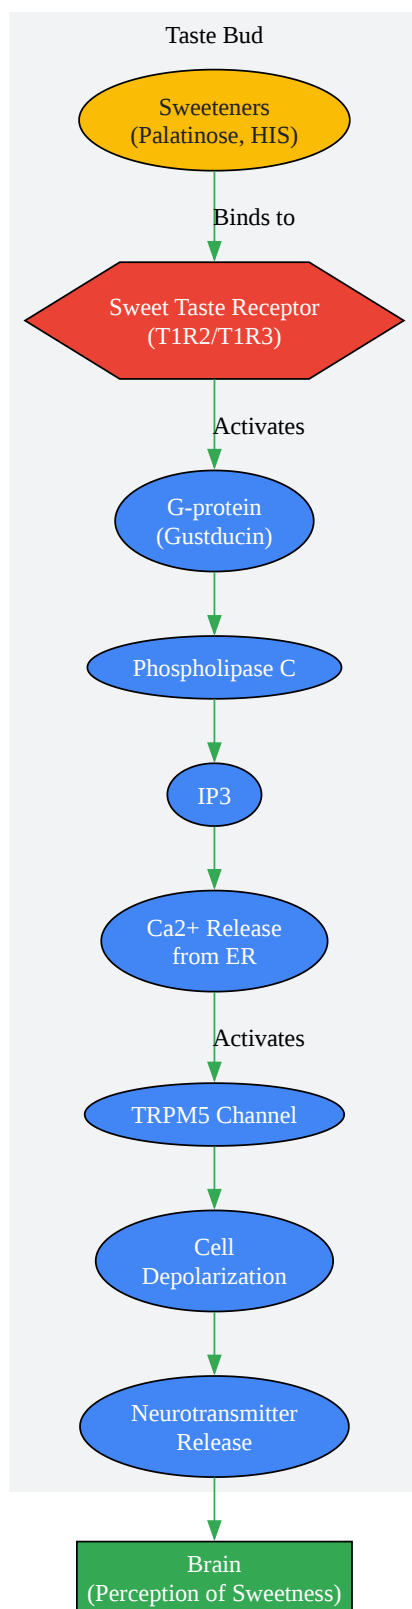 Taste Bud
Sweeteners
(Palatinose, HIS)
Binds to
Sweet Taste Receptor
(T1R2/T1R3)
Activates
G-protein
(Gustducin)
Phospholipase C
IP3
Ca2+ Release
from ER
Activates
TRPM5 Channel
Cell
Depolarization
Neurotransmitter
Release
Brain
(Perception of Sweetness)